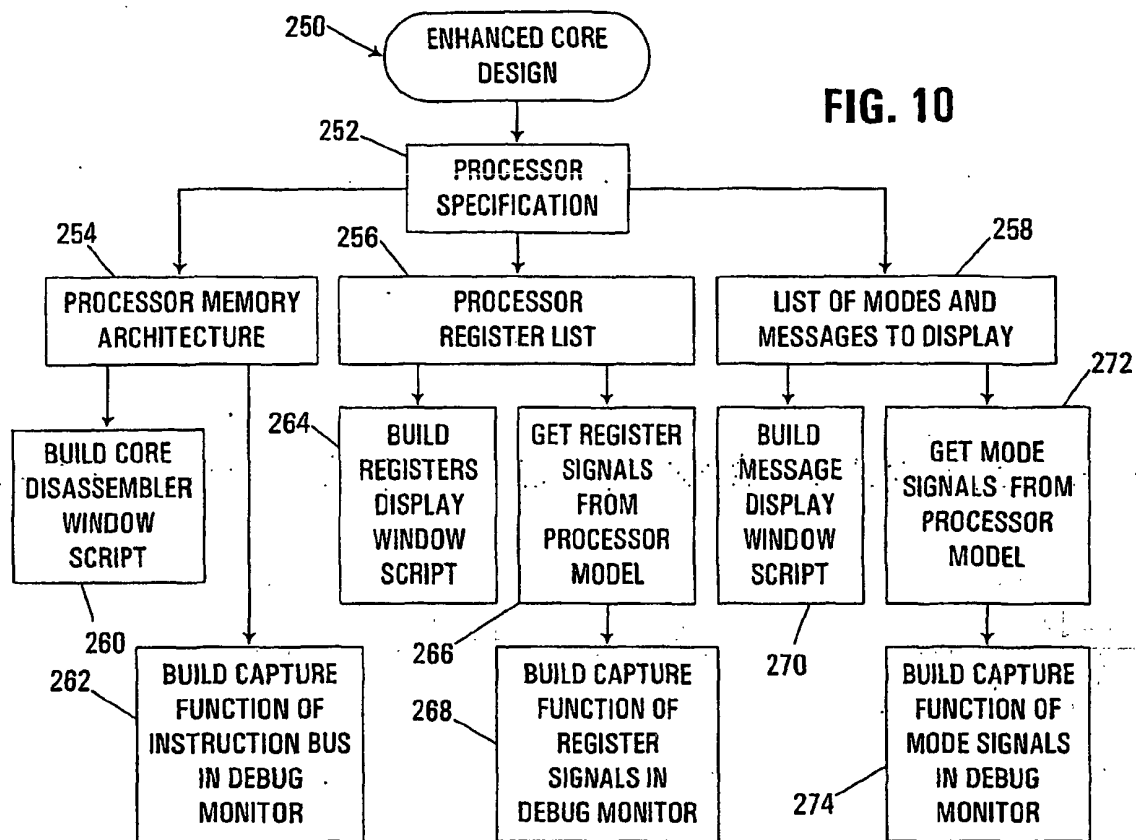 250
ENHANCED CORE
DESIGN
FIG. 10
252
PROCESSOR
SPECIFICATION
254
PROCESSOR MEMORY
ARCHITECTURE
256
PROCESSOR
REGISTER LIST
258
LIST OF MODES AND
MESSAGES TO DISPLAY
BUILD CORE
DISASSEMBLER
WINDOW
SCRIPT
260
264
BUILD
REGISTERS
DISPLAY
WINDOW
SCRIPT
GET REGISTER
SIGNALS
FROM
PROCESSOR
MODEL
266
BUILD
MESSAGE
DISPLAY
WINDOW
SCRIPT
270
272
GET MODE
SIGNALS FROM
PROCESSOR
MODEL
262
BUILD CAPTURE
FUNCTION OF
INSTRUCTION BUS
IN DEBUG
MONITOR
268
BUILD CAPTURE
FUNCTION OF
REGISTER
SIGNALS IN
DEBUG MONITOR
274
BUILD CAPTURE
FUNCTION OF
MODE SIGNALS
IN DEBUG
MONITOR